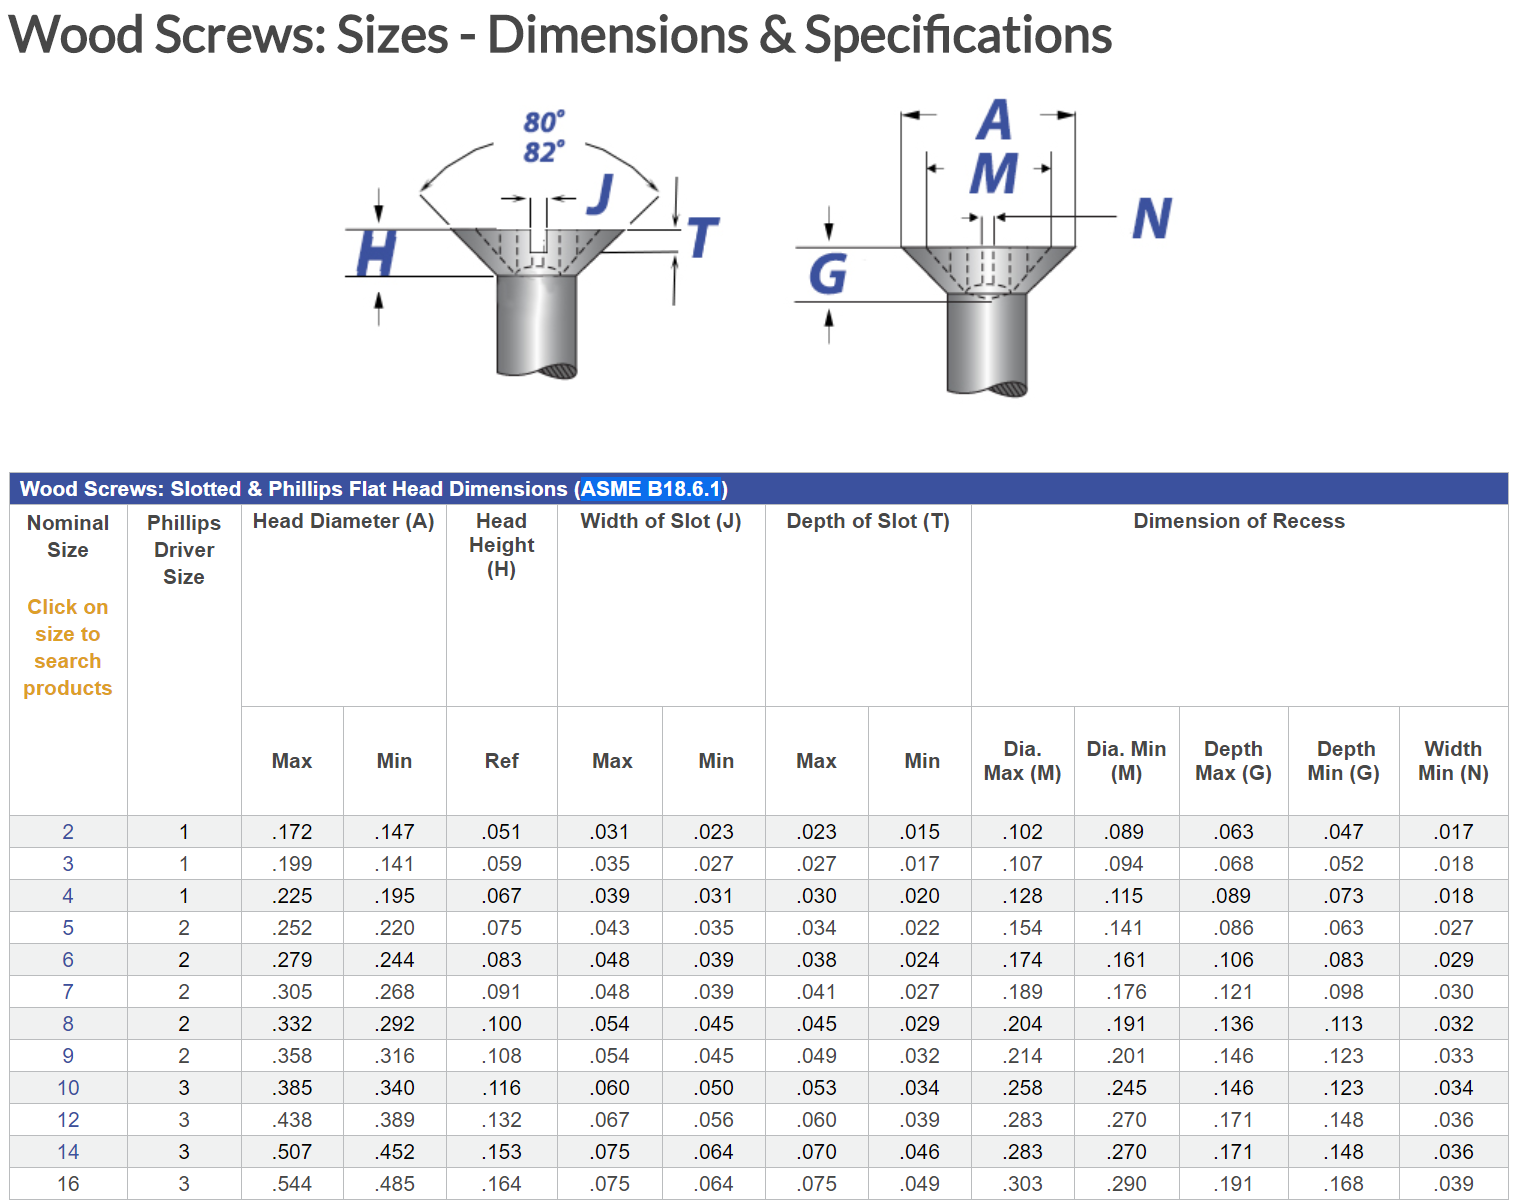 Wood Screws: Sizes - Dimensions & Specifications
80°
82°
J
H
T
A
M
N
G
Wood Screws: Slotted & Phillips Flat Head Dimensions (ASME B18.6.1)
Nominal
Size
Click on
size to
search
products
Phillips
Driver
Size
Head Diameter (A)
Head
Height
(H)
Width of Slot (J)
Depth of Slot (T)
Dimension of Recess
Max Min Ref Max Min Max Min
Dia.
Max (M)
Dia. Min
(M)
Depth
Max (G)
Depth
Min (G)
Width
Min (N)
2 1 .172 .147 .051 .031 .023 .023 .015 .102 .089 .063 .047 .017
3 1 .199 .141 .059 .035 .027 .027 .017 .107 .094 .068 .052 .018
4 1 .225 .195 .067 .039 .031 .030 .020 .128 .115 .089 .073 .018
5 2 .252 .220 .075 .043 .035 .034 .022 .154 .141 .086 .063 .027
6 2 .279 .244 .083 .048 .039 .038 .024 .174 .161 .106 .083 .029
7 2 .305 .268 .091 .048 .039 .041 .027 .189 .176 .121 .098 .030
8 2 .332 .292 .100 .054 .045 .045 .029 .204 .191 .136 .113 .032
9 2 .358 .316 .108 .054 .045 .049 .032 .214 .201 .146 .123 .033
10 3 .385 .340 .116 .060 .050 .053 .034 .258 .245 .146 .123 .034
12 3 .438 .389 .132 .067 .056 .060 .039 .283 .270 .171 .148 .036
14 3 .507 .452 .153 .075 .064 .070 .046 .283 .270 .171 .148 .036
16 3 .544 .485 .164 .075 .064 .075 .049 .303 .290 .191 .168 .039